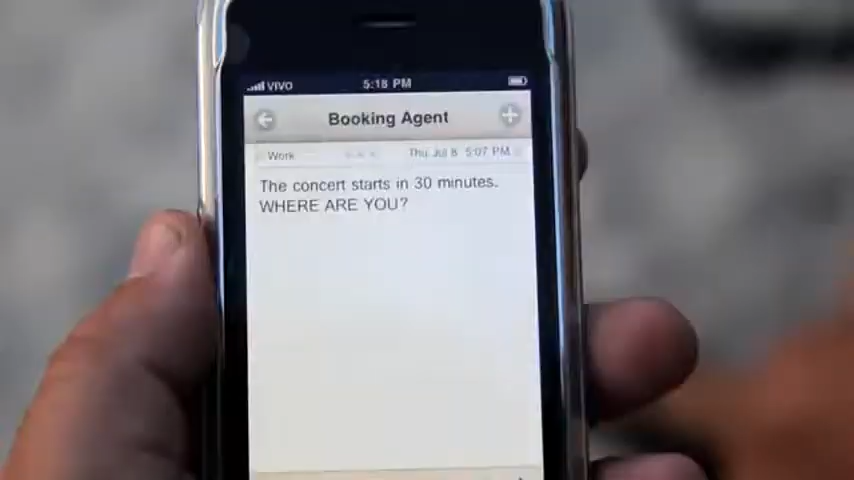 VIVO 5:18 PM
Booking Agent
Work Thu Jul 8 5:07 PM
The concert starts in 30 minutes.
WHERE ARE YOU?